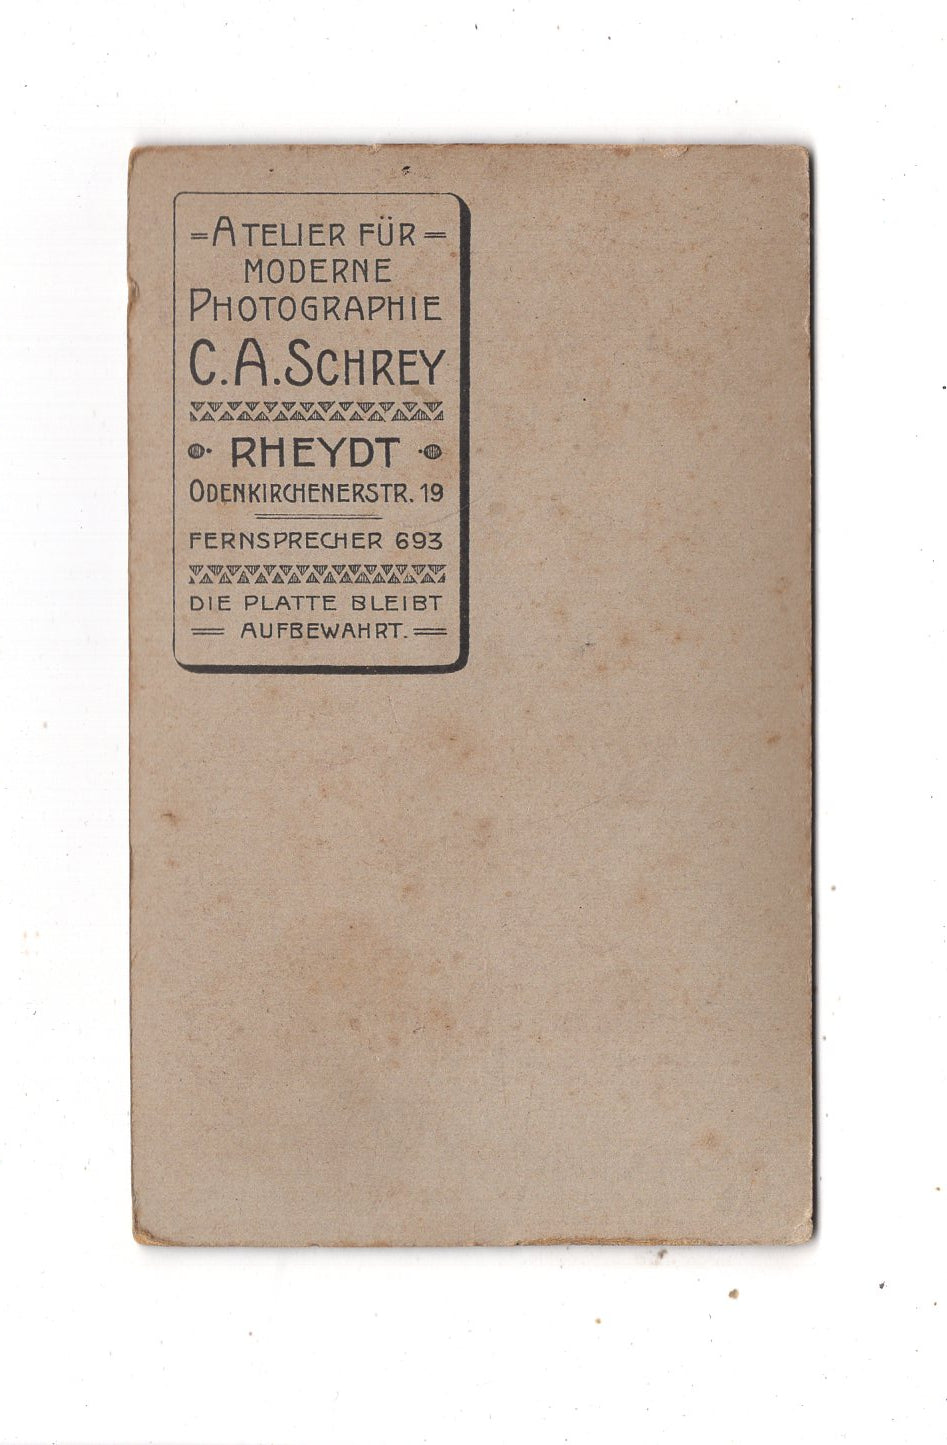 =ATELIER FÜR=
MODERNE
PHOTOGRAPHIE
C.A.SCHREY
RHEYDT
ODENKIRCHENERSTR. 19
FERNSPRECHER 693
DIE PLATTE BLEIBT
= AUFBEWAHRT. =